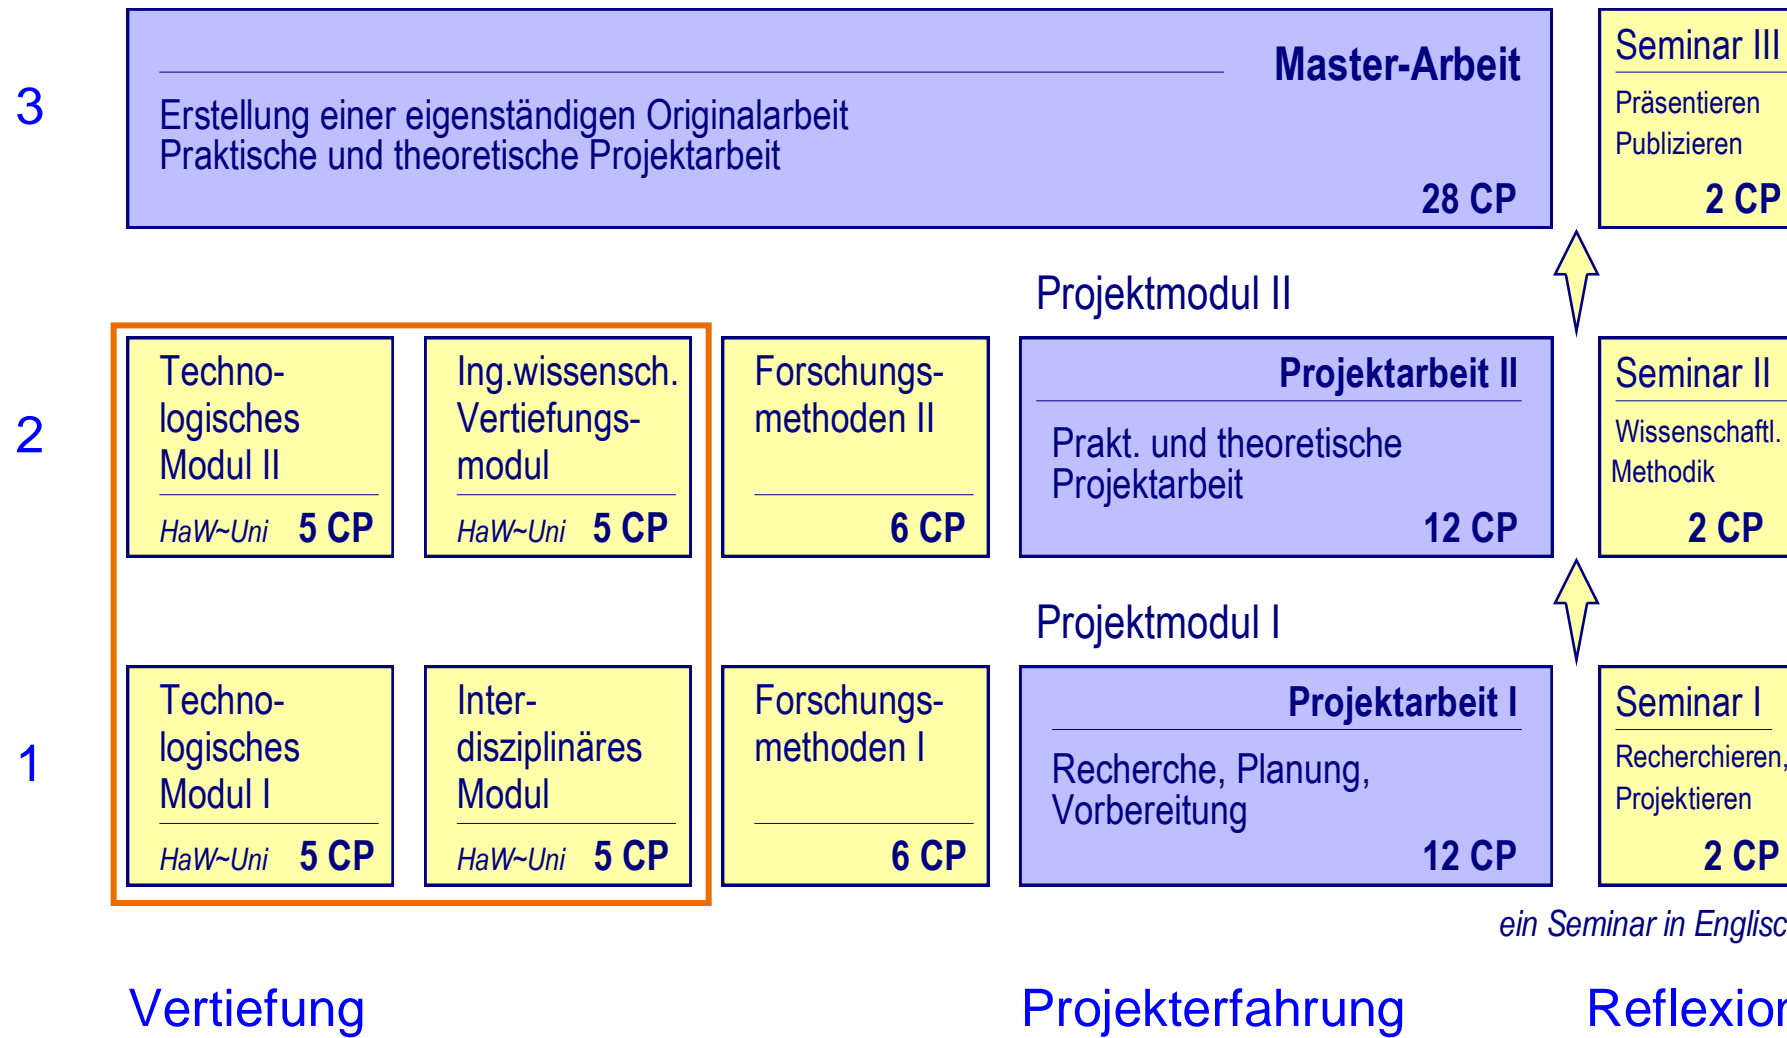 3
Master-Arbeit
Erstellung einer eigenständigen Originalarbeit
Praktische und theoretische Projektarbeit
28 CP
Seminar III
Präsentieren
Publizieren
2 CP
Projektmodul II
2
Techno-
logisches
Modul II
HaW~Uni 5 CP
Ing.wissensch.
Vertiefungs-
modul
HaW~Uni 5 CP
Forschungs-
methoden II
6 CP
Projektarbeit II
Prakt. und theoretische
Projektarbeit
12 CP
Seminar II
Wissenschaftl.
Methodik
2 CP
Projektmodul I
1
Techno-
logisches
Modul I
HaW~Uni 5 CP
Inter-
disziplinäres
Modul
HaW~Uni 5 CP
Forschungs-
methoden I
6 CP
Projektarbeit I
Recherche, Planung,
Vorbereitung
12 CP
Seminar I
Recherchieren,
Projektieren
2 CP
ein Seminar in Englisc
Vertiefung
Projekterfahrung
Reflexion